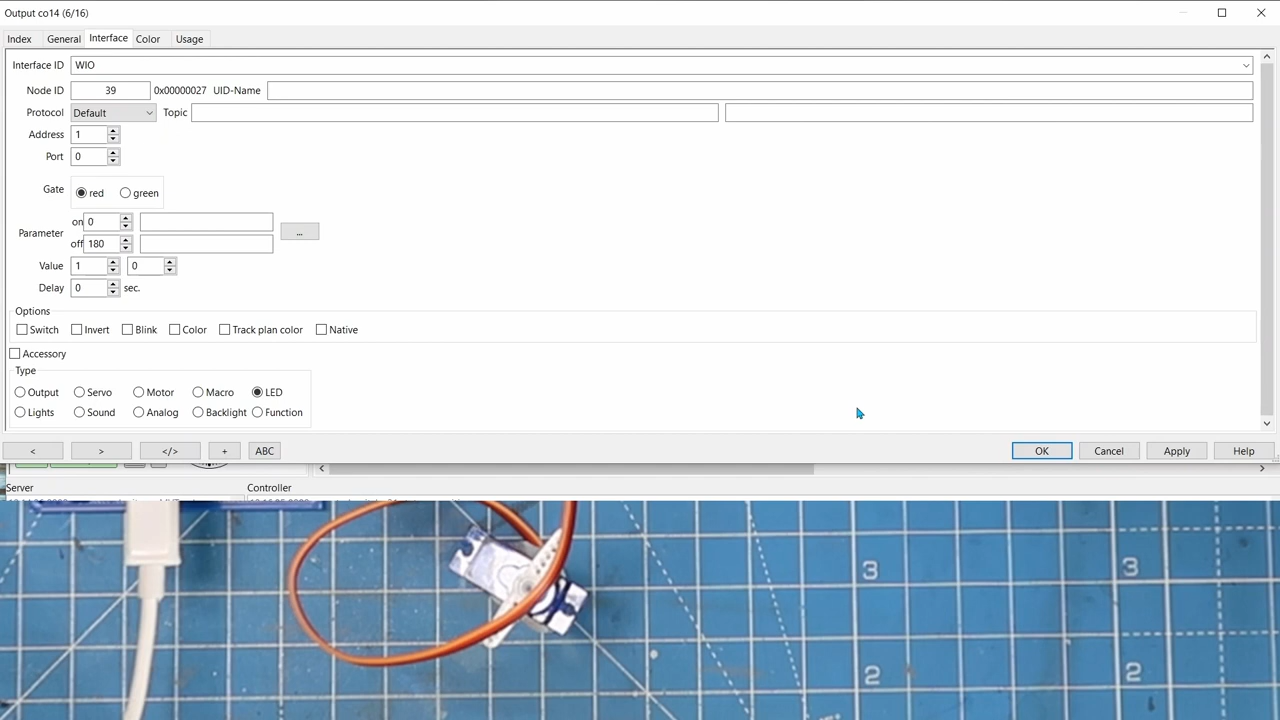 Output co14 (6/16)
Index General Interface Color Usage
Interface ID WIO
Node ID 39 0x00000027 UID-Name
Protocol Default Topic
Address 1
Port 0
Gate red green
Parameter on 0 ...
off 180
Value 1 0
Delay 0 sec.
Options
Switch Invert Blink Color Track plan color Native
Accessory
Type
Output Servo Motor Macro LED
Lights Sound Analog Backlight Function
< > </> + ABC OK Cancel Apply Help
Server Controller
3 3
2 2